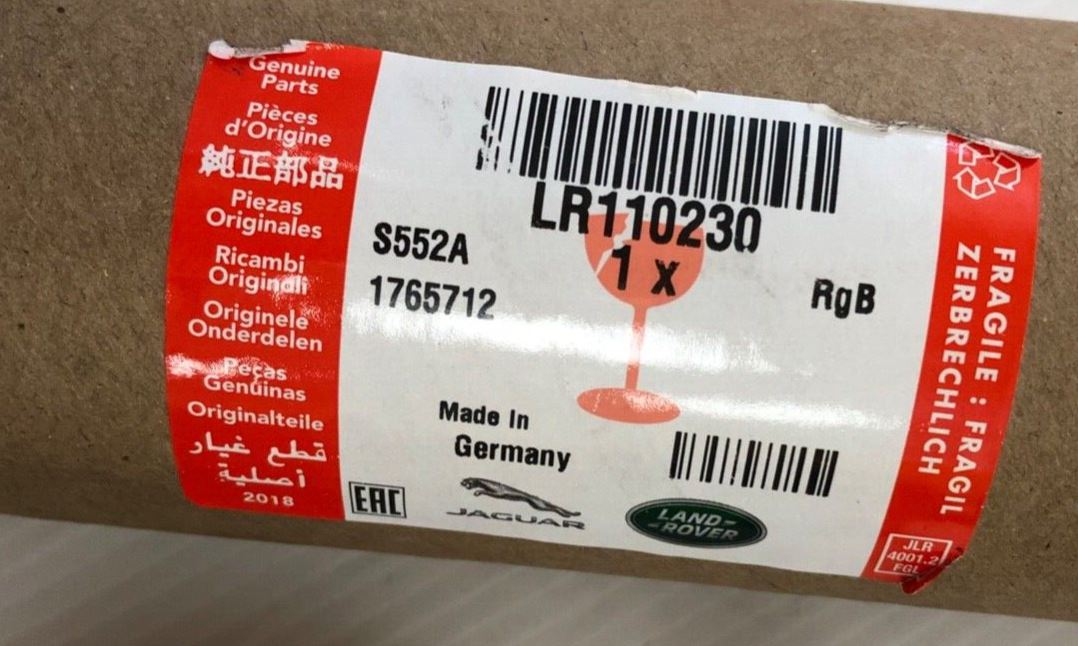 Genuine
Parts
Pièces
d'Origine
純正部品
Piezas
Originales
Ricambi
Originali
Originele
Onderdelen
Peças
Genuinas
Originalteile
قطع غيار
أصلية
2018
LR110230
1 x
S552A
1765712
RgB
Made In
Germany
EAC
JAGUAR
LAND-
-ROVER
FRAGILE : FRAGIL
ZERBRECHLICH
JLR
4001.2
FGL